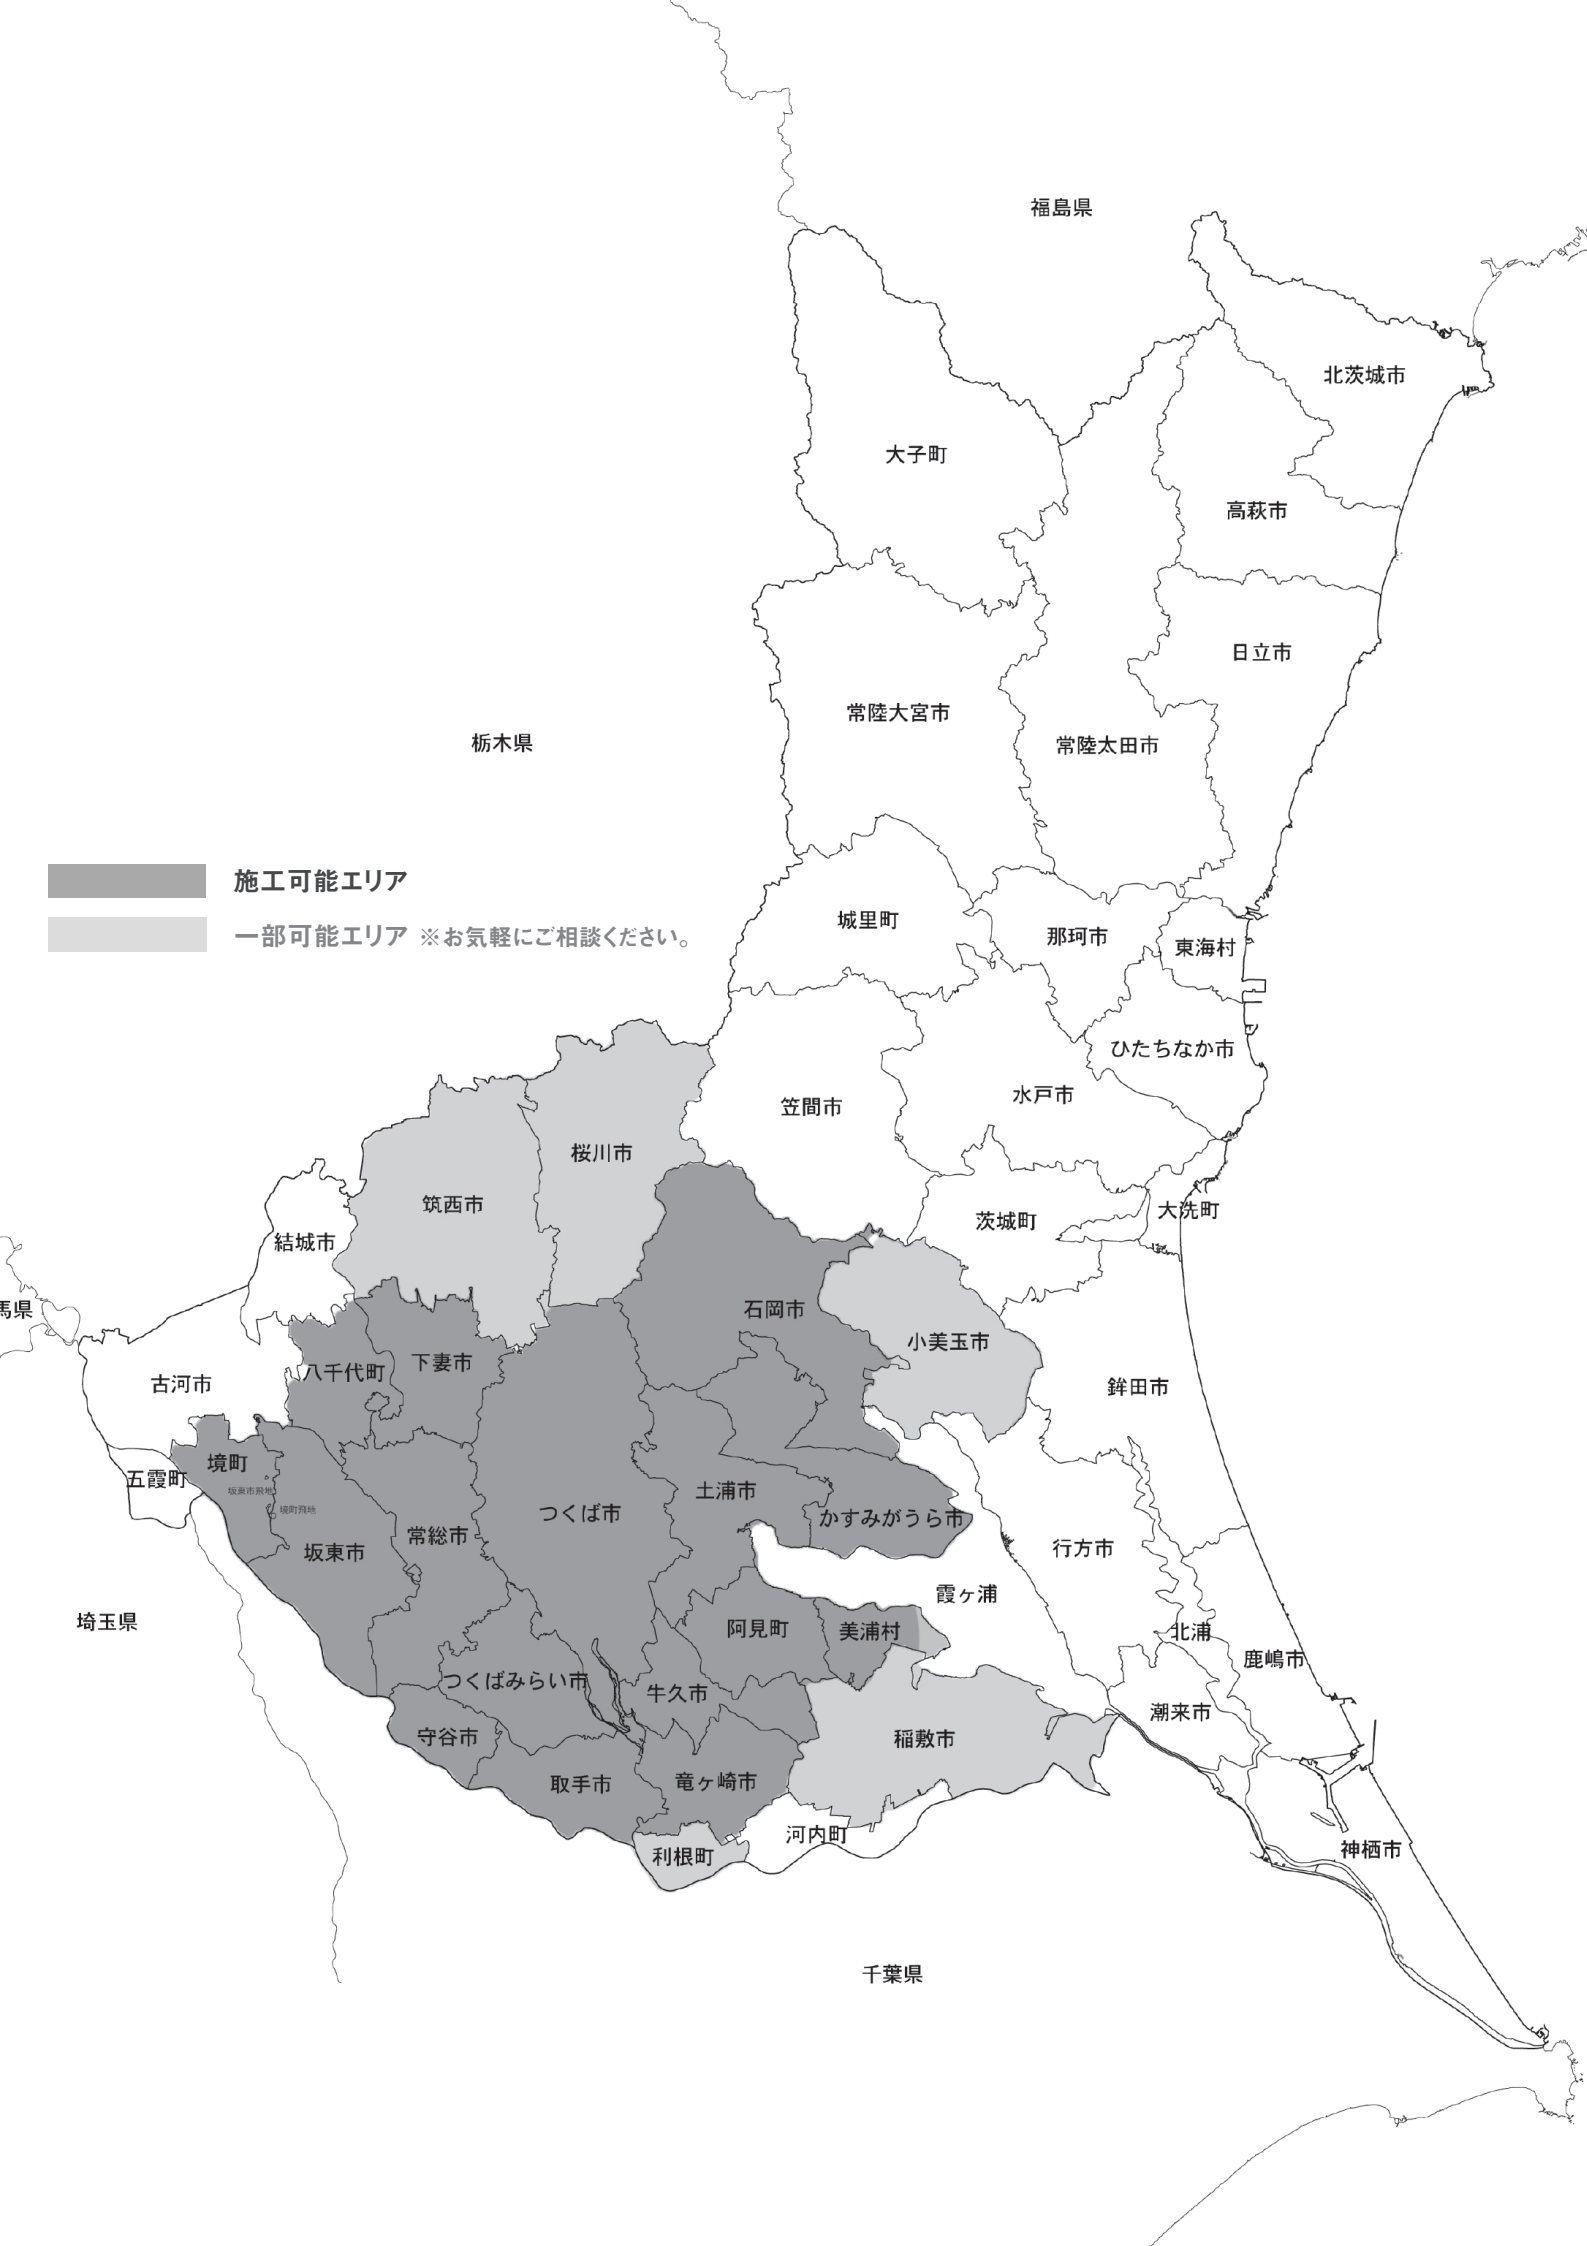 福島県
北茨城市
大子町
高萩市
日立市
常陸大宮市
栃木県
常陸太田市
施工可能エリア
城里町
一部可能エリア ※お気軽にご相談ください。
那珂市
東海村
ひたちなか市
水戸市
笠間市
桜川市
筑西市
大洗町
茨城町
結城市
馬県
石岡市
小美玉市
下妻市
八千代町
古河市
鉾田市
境町
五霞町
坂東市飛地
土浦市
境町飛地
つくば市
かすみがうら市
常総市
行方市
坂東市
霞ヶ浦
埼玉県
阿見町
美浦村
北浦
鹿嶋市
つくばみらい市
牛久市
潮来市
守谷市
稲敷市
竜ヶ崎市
取手市
河内町
神栖市
利根町
千葉県